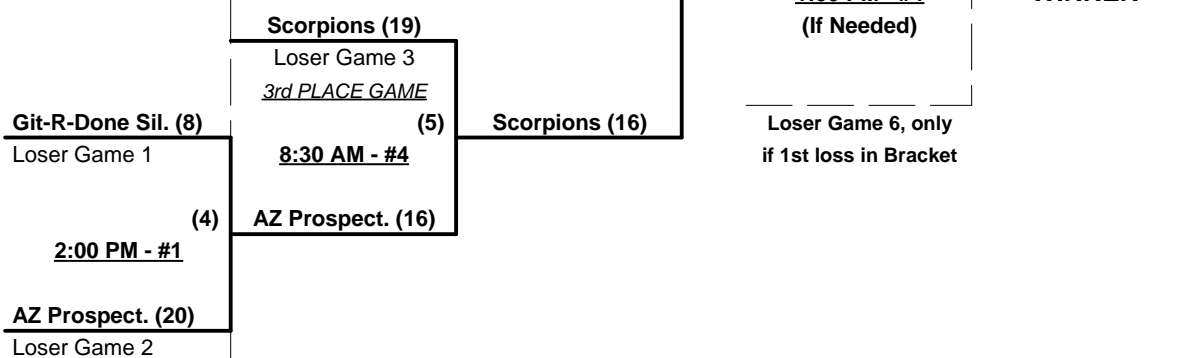 Scorpions (19)
(If Needed)
Loser Game 3
3rd PLACE GAME
Git-R-Done Sil. (8)
(5)
Scorpions (16)
Loser Game 6, only
Loser Game 1
8:30 AM - #4
if 1st loss in Bracket
(4)
AZ Prospect. (16)
2:00 PM - #1
AZ Prospect. (20)
Loser Game 2